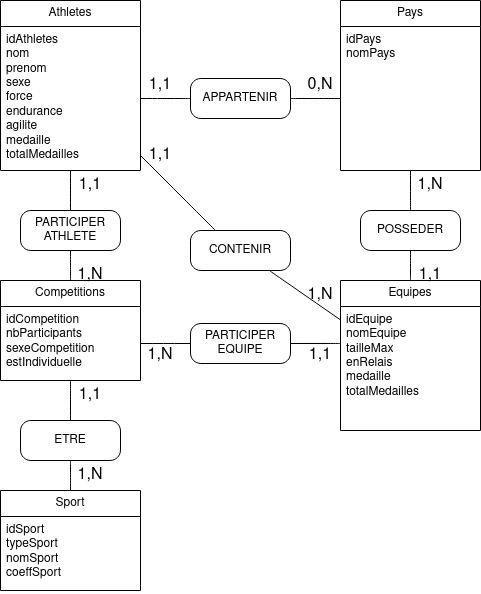 Athletes
idAthletes
nom
prenom
sexe
force
endurance
agilite
medaille
totalMedailles
1,1
APPARTENIR
0,N
Pays
idPays
nomPays
1,1
1,1
PARTICIPER
ATHLETE
1,N
CONTENIR
1,N
1,N
POSSEDER
1,1
Competitions
idCompetition
nbParticipants
sexeCompetition
estIndividuelle
1,N
PARTICIPER
EQUIPE
1,1
Equipes
idEquipe
nomEquipe
tailleMax
enRelais
medaille
totalMedailles
1,1
ETRE
1,N
Sport
idSport
typeSport
nomSport
coeffSport